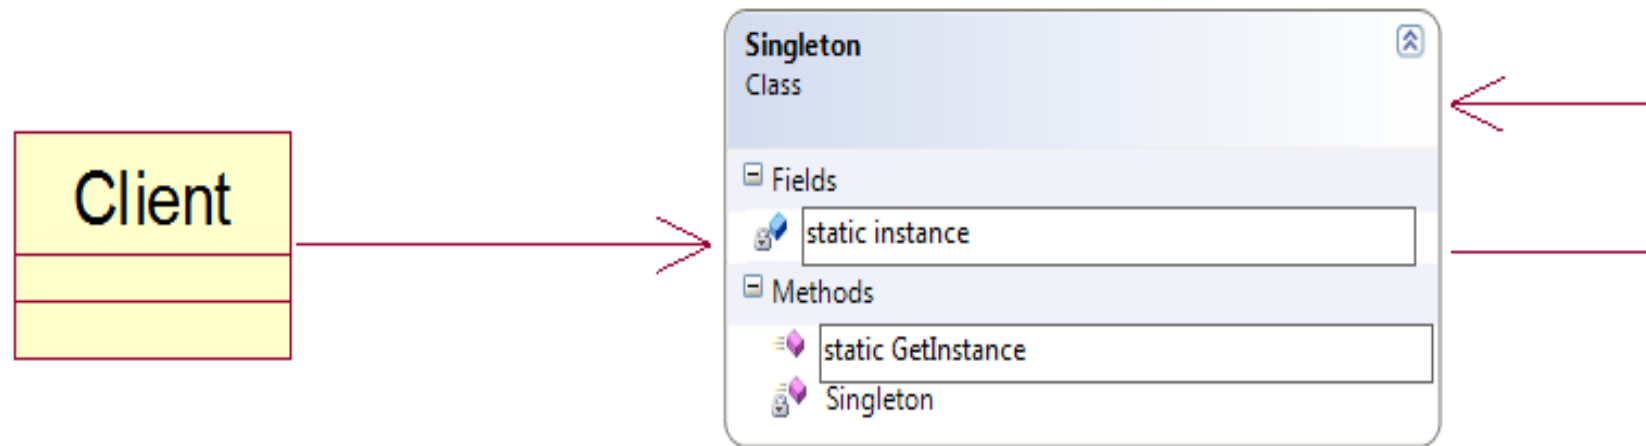 Client
Singleton
Class
Fields
static instance
Methods
static GetInstance
Singleton